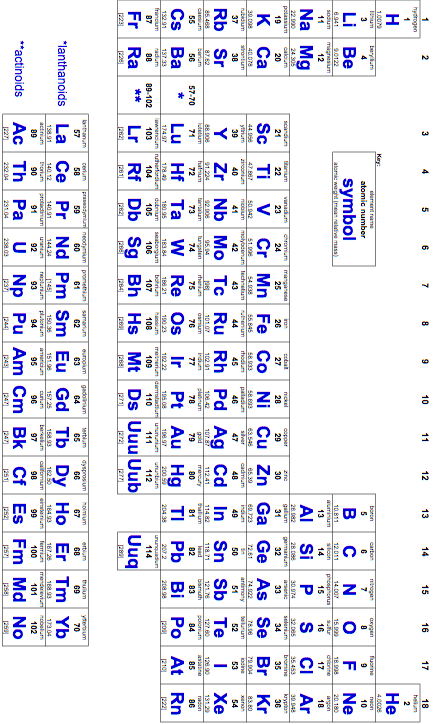 1 2 3 4 5 6 7 8 9 10 11 12 13 14 15 16 17 18
hydrogen helium
1 2
H He
1.0079 4.0026
Key:
element name
atomic number
symbol
atomic weight (mean relative mass)
lithium beryllium boron carbon nitrogen oxygen fluorine neon
3 4 5 6 7 8 9 10
Li Be B C N O F Ne
6.941 9.0122 10.811 12.011 14.007 15.999 18.998 20.180
sodium magnesium aluminium silicon phosphorus sulfur chlorine argon
11 12 13 14 15 16 17 18
Na Mg Al Si P S Cl Ar
22.990 24.305 26.982 28.086 30.974 32.065 35.453 39.948
potassium calcium scandium titanium vanadium chromium manganese iron cobalt nickel copper zinc gallium germanium arsenic selenium bromine krypton
19 20 21 22 23 24 25 26 27 28 29 30 31 32 33 34 35 36
K Ca Sc Ti V Cr Mn Fe Co Ni Cu Zn Ga Ge As Se Br Kr
39.098 40.078 44.956 47.867 50.942 51.996 54.938 55.845 58.933 58.693 63.546 65.39 69.723 72.61 74.922 78.96 79.904 83.80
rubidium strontium yttrium zirconium niobium molybdenum technetium ruthenium rhodium palladium silver cadmium indium tin antimony tellurium iodine xenon
37 38 39 40 41 42 43 44 45 46 47 48 49 50 51 52 53 54
Rb Sr Y Zr Nb Mo Tc Ru Rh Pd Ag Cd In Sn Sb Te I Xe
85.468 87.62 88.906 91.224 92.906 95.94 [98] 101.07 102.91 106.42 107.87 112.41 114.82 118.71 121.76 127.60 126.90 131.29
caesium barium lutetium hafnium tantalum tungsten rhenium osmium iridium platinum gold mercury thallium lead bismuth polonium astatine radon
55 56 57-70 71 72 73 74 75 76 77 78 79 80 81 82 83 84 85 86
Cs Ba * Lu Hf Ta W Re Os Ir Pt Au Hg Tl Pb Bi Po At Rn
132.91 137.33 174.97 178.49 180.95 183.84 186.21 190.23 192.22 195.08 196.97 200.59 204.38 207.2 208.98 [209] [210] [222]
francium radium lawrencium rutherfordium dubnium seaborgium bohrium hassium meitnerium darmstadtium unununium ununbium ununquadium
87 88 89-102 103 104 105 106 107 108 109 110 111 112 114
Fr Ra ** Lr Rf Db Sg Bh Hs Mt Ds Uuu Uub Uuq
[223] [226] [262] [261] [262] [266] [264] [269] [268] [271] [272] [277] [289]
*lanthanoids
lanthanum cerium praseodymium neodymium promethium samarium europium gadolinium terbium dysprosium holmium erbium thulium ytterbium
57 58 59 60 61 62 63 64 65 66 67 68 69 70
La Ce Pr Nd Pm Sm Eu Gd Tb Dy Ho Er Tm Yb
138.91 140.12 140.91 144.24 [145] 150.36 151.96 157.25 158.93 162.50 164.93 167.26 168.93 173.04
**actinoids
actinium thorium protactinium uranium neptunium plutonium americium curium berkelium californium einsteinium fermium mendelevium nobelium
89 90 91 92 93 94 95 96 97 98 99 100 101 102
Ac Th Pa U Np Pu Am Cm Bk Cf Es Fm Md No
[227] 232.04 231.04 238.03 [237] [244] [243] [247] [247] [251] [252] [257] [258] [259]